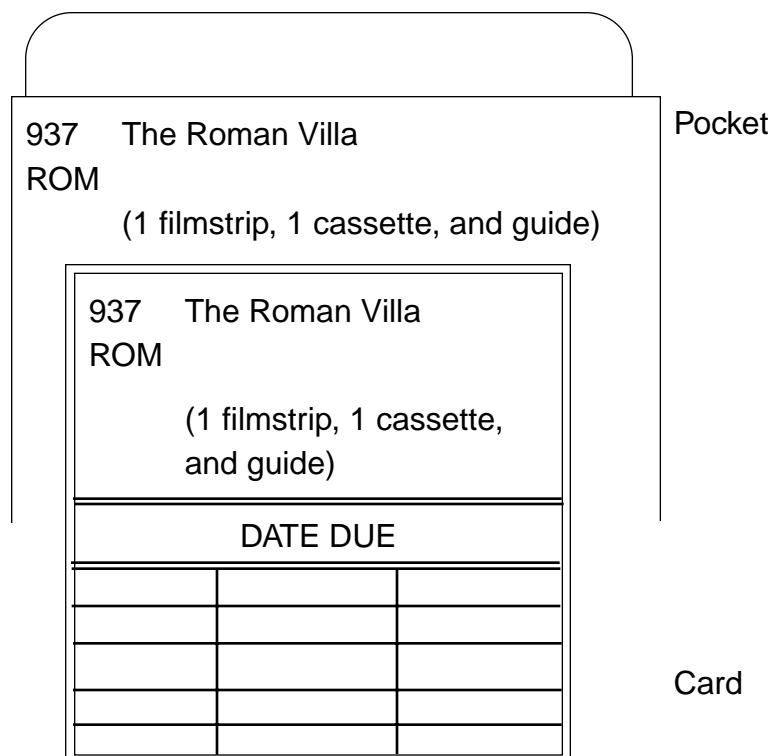 Pocket
937 The Roman Villa
ROM
(1 filmstrip, 1 cassette, and guide)
937 The Roman Villa
ROM
(1 filmstrip, 1 cassette,
and guide)
DATE DUE
Card